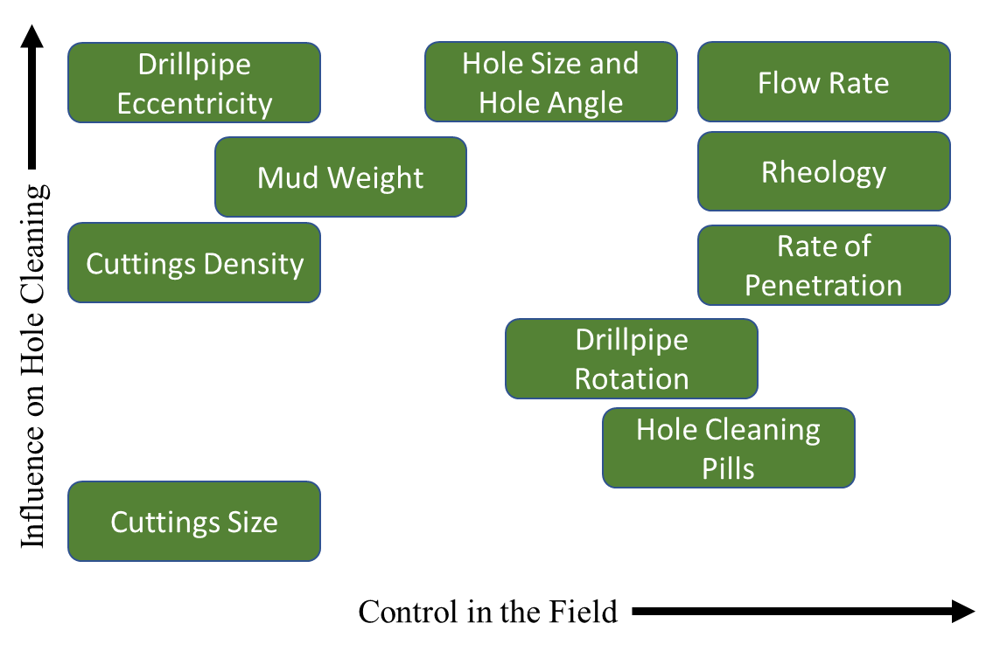 Drillpipe
Eccentricity
Hole Size and
Hole Angle
Flow Rate
Mud Weight
Rheology
Cuttings Density
Rate of
Penetration
Drillpipe
Rotation
Hole Cleaning
Pills
Cuttings Size
Influence on Hole Cleaning
Control in the Field